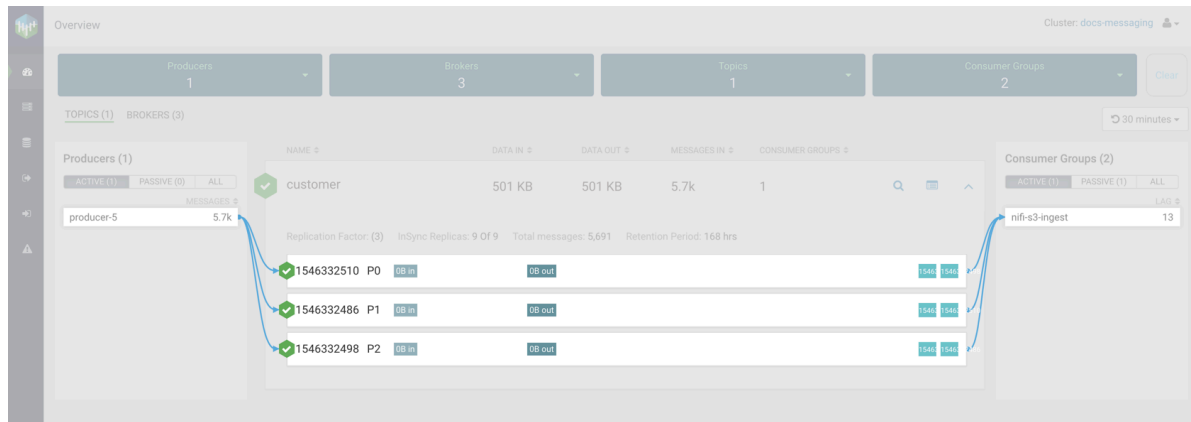 Overview
Cluster: docs-messaging
Producers
1
Brokers
3
Topics
1
Consumer Groups
2
Clear
TOPICS (1) BROKERS (3)
30 minutes
Producers (1)
ACTIVE (1) PASSIVE (0) ALL
MESSAGES
producer-5 5.7k
NAME DATA IN DATA OUT MESSAGES IN CONSUMER GROUPS
customer 501 KB 501 KB 5.7k 1
Replication Factor: (3) InSync Replicas: 9 Of 9 Total messages: 5,691 Retention Period: 168 hrs
1546332510 P0 0B in 0B out
1546332486 P1 0B in 0B out
1546332498 P2 0B in 0B out
Consumer Groups (2)
ACTIVE (1) PASSIVE (1) ALL
LAG
nifi-s3-ingest 13